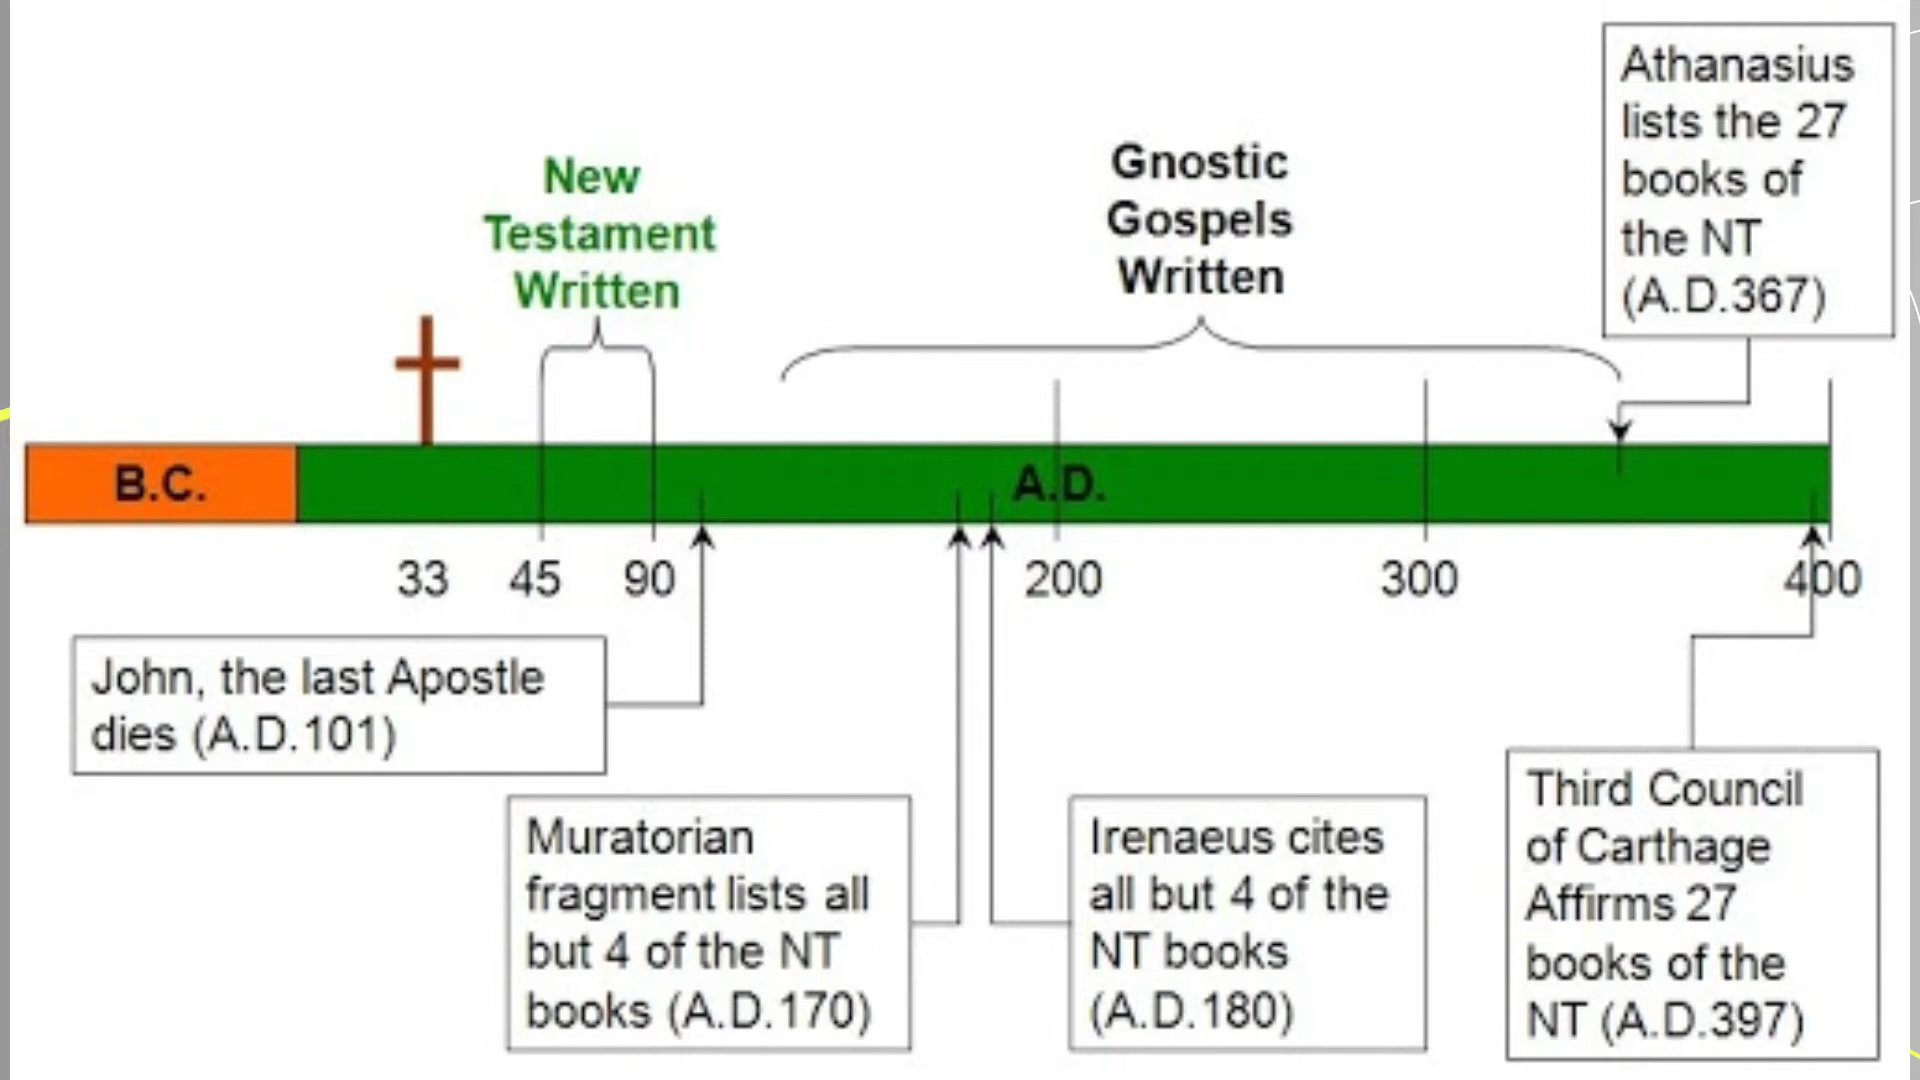 New
Testament
Written
Gnostic
Gospels
Written
Athanasius
lists the 27
books of
the NT
(A.D.367)
B.C.
A.D.
33
45
90
200
300
400
John, the last Apostle
dies (A.D.101)
Muratorian
fragment lists all
but 4 of the NT
books (A.D.170)
Irenaeus cites
all but 4 of the
NT books
(A.D.180)
Third Council
of Carthage
Affirms 27
books of the
NT (A.D.397)